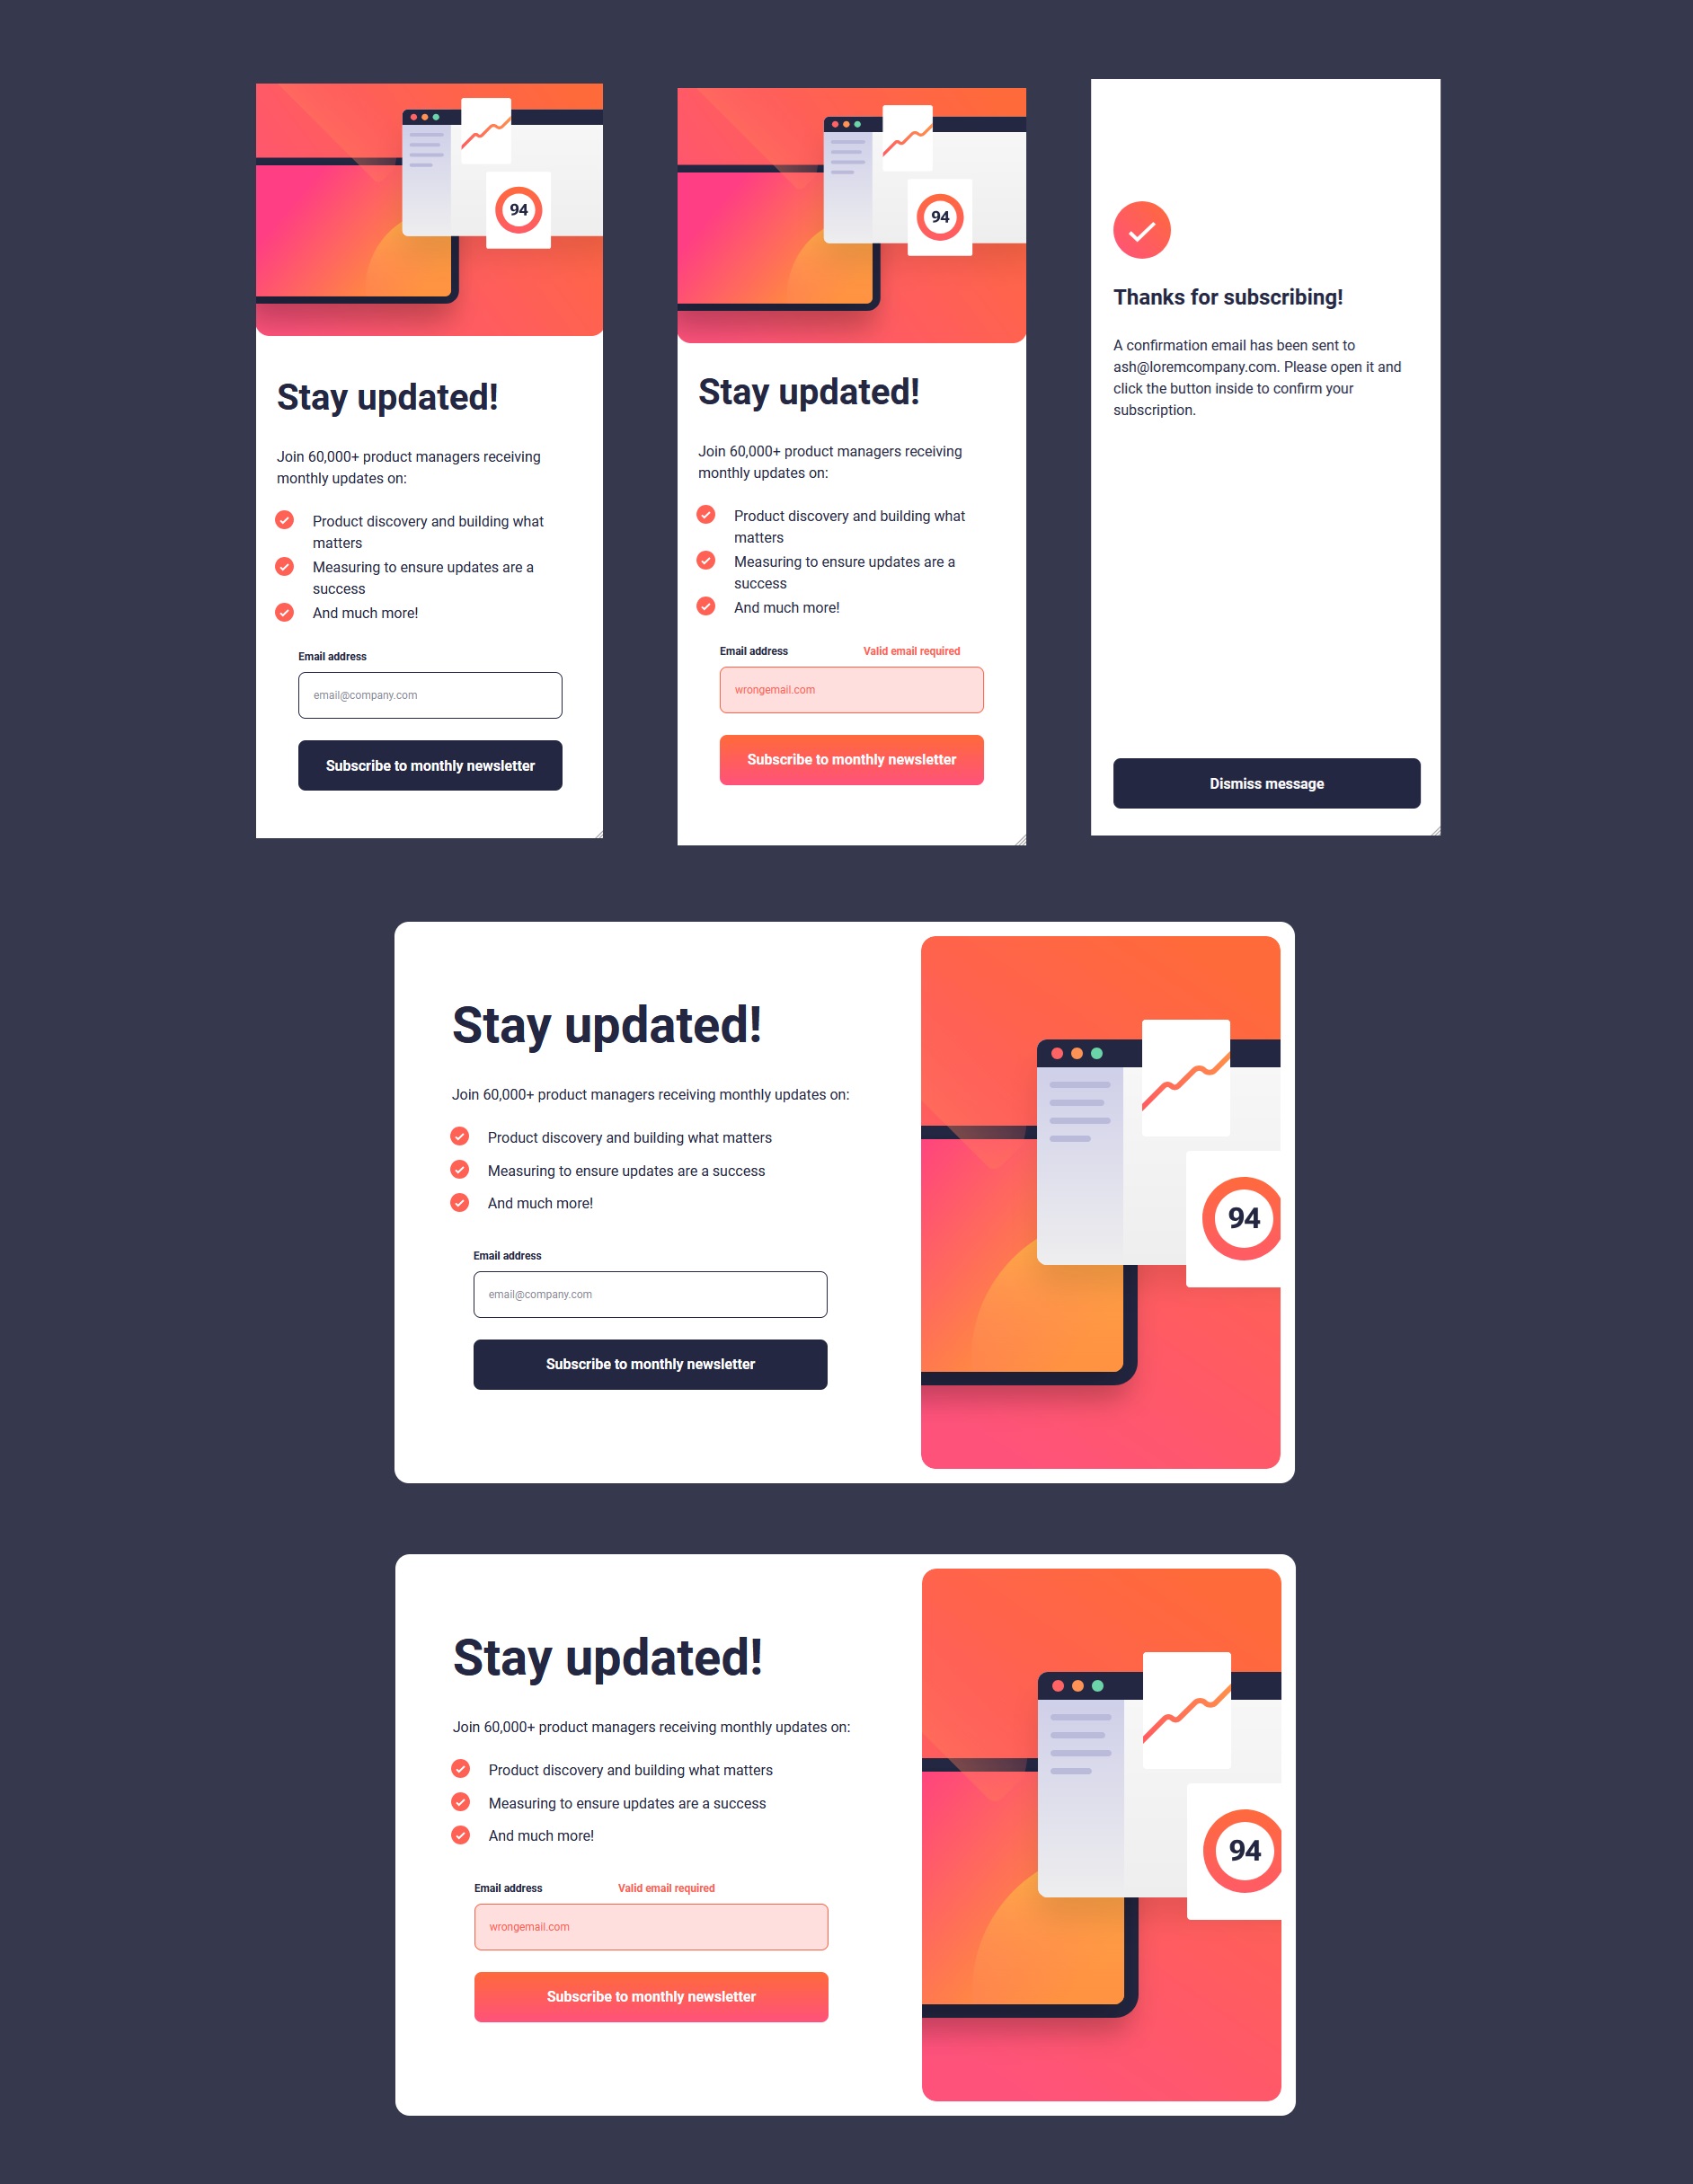 94
Stay updated!
Join 60,000+ product managers receiving
monthly updates on:
Product discovery and building what
matters
Measuring to ensure updates are a
success
And much more!
Email address
email@company.com
Subscribe to monthly newsletter
94
Stay updated!
Join 60,000+ product managers receiving
monthly updates on:
Product discovery and building what
matters
Measuring to ensure updates are a
success
And much more!
Email address Valid email required
wrongemail.com
Subscribe to monthly newsletter
Thanks for subscribing!
A confirmation email has been sent to
ash@loremcompany.com. Please open it and
click the button inside to confirm your
subscription.
Dismiss message
Stay updated!
Join 60,000+ product managers receiving monthly updates on:
Product discovery and building what matters
Measuring to ensure updates are a success
And much more!
Email address
email@company.com
Subscribe to monthly newsletter
94
Stay updated!
Join 60,000+ product managers receiving monthly updates on:
Product discovery and building what matters
Measuring to ensure updates are a success
And much more!
Email address Valid email required
wrongemail.com
Subscribe to monthly newsletter
94